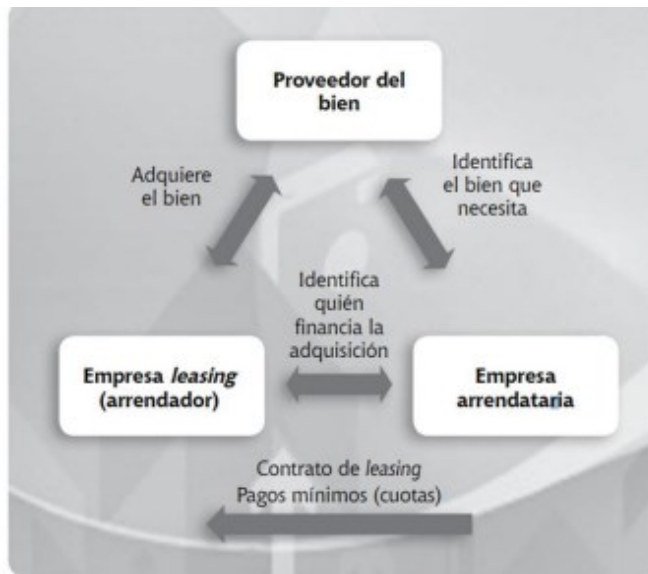 Proveedor del
bien
Adquiere
el bien
Identifica
el bien que
necesita
Identifica
quién
financia la
adquisición
Empresa leasing
(arrendador)
Empresa
arrendataria
Contrato de leasing
Pagos mínimos (cuotas)